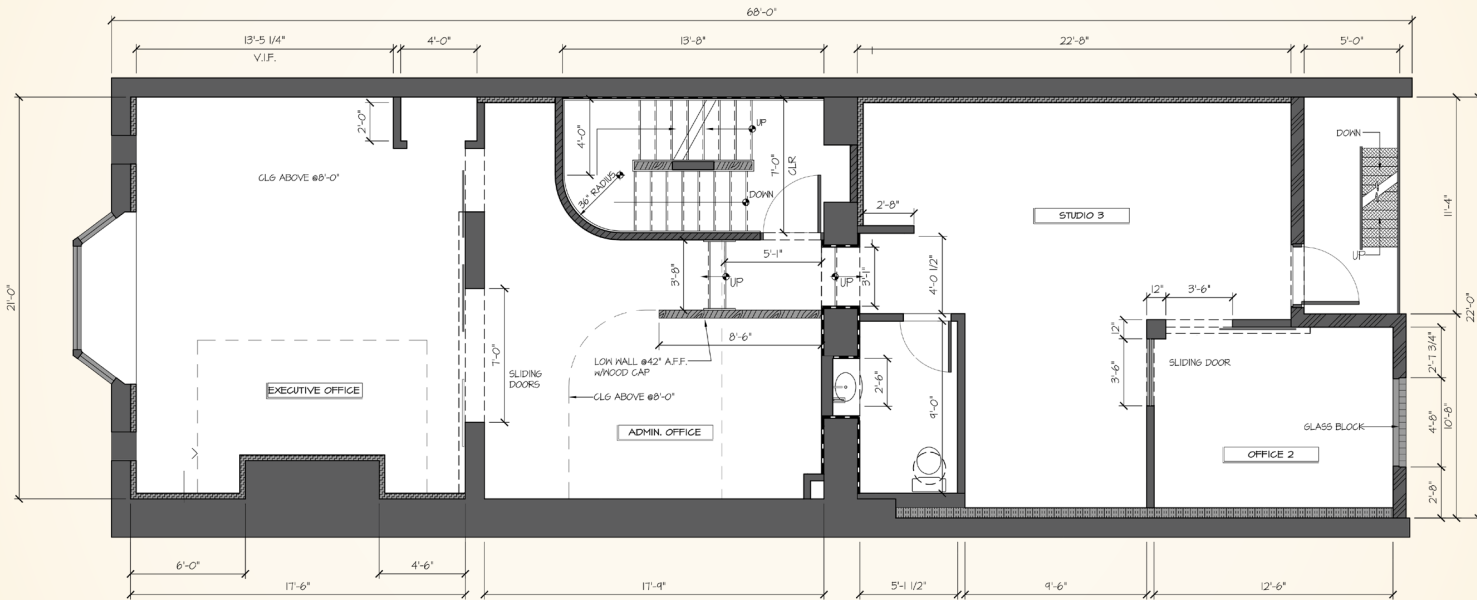 68'-0"
13'-5 1/4"
V.I.F.
4'-0"
13'-8"
22'-8"
5'-0"
21'-0"
2'-0"
CLG ABOVE @8'-0"
4'-0"
36" RADIUS
UP
7'-0"
CLR
DOWN
2'-8"
STUDIO 3
DOWN
UP
11'-4"
22'-0"
3'-8"
5'-1"
UP
UP
3'-1"
4'-0 1/2"
12"
3'-6"
12"
3'-6"
SLIDING DOOR
2'-7 3/4"
7'-0"
SLIDING
DOORS
8'-6"
LOW WALL @42" A.F.F.
W/WOOD CAP
CLG ABOVE @8'-0"
2'-6"
9'-0"
EXECUTIVE OFFICE
ADMIN. OFFICE
GLASS BLOCK
4'-8"
10'-8"
OFFICE 2
2'-8"
6'-0"
4'-6"
17'-6"
17'-9"
5'-1 1/2"
9'-6"
12'-6"